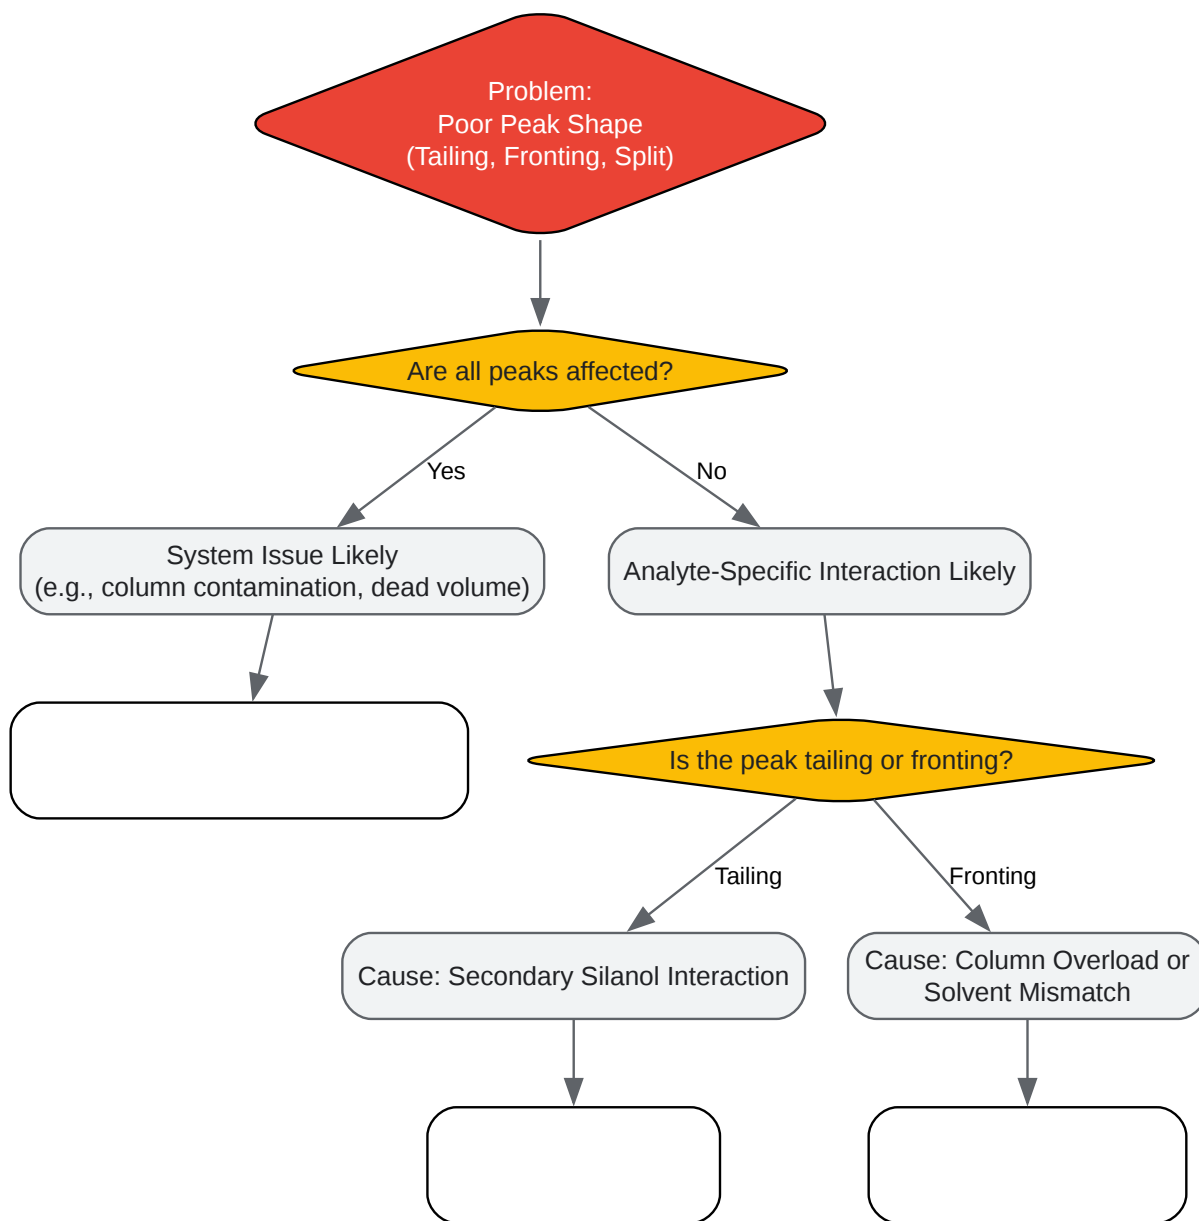 Problem:
Poor Peak Shape
(Tailing, Fronting, Split)
Are all peaks affected?
Yes
No
System Issue Likely
(e.g., column contamination, dead volume)
Analyte-Specific Interaction Likely
Is the peak tailing or fronting?
Tailing
Fronting
Cause: Secondary Silanol Interaction
Cause: Column Overload or
Solvent Mismatch